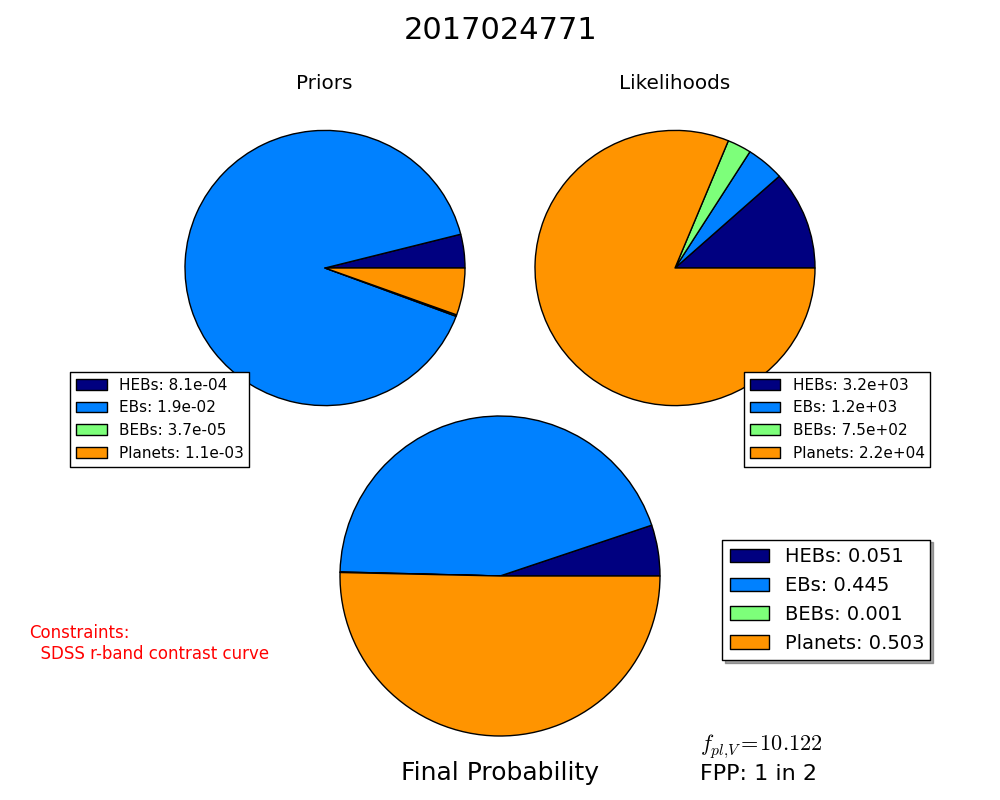 2017024771
Priors
Likelihoods
HEBs: 8.1e-04
EBs: 1.9e-02
BEBs: 3.7e-05
Planets: 1.1e-03
HEBs: 3.2e+03
EBs: 1.2e+03
BEBs: 7.5e+02
Planets: 2.2e+04
HEBs: 0.051
EBs: 0.445
BEBs: 0.001
Planets: 0.503
Constraints:
SDSS r-band contrast curve
f_{pl,V}=10.122
Final Probability
FPP: 1 in 2